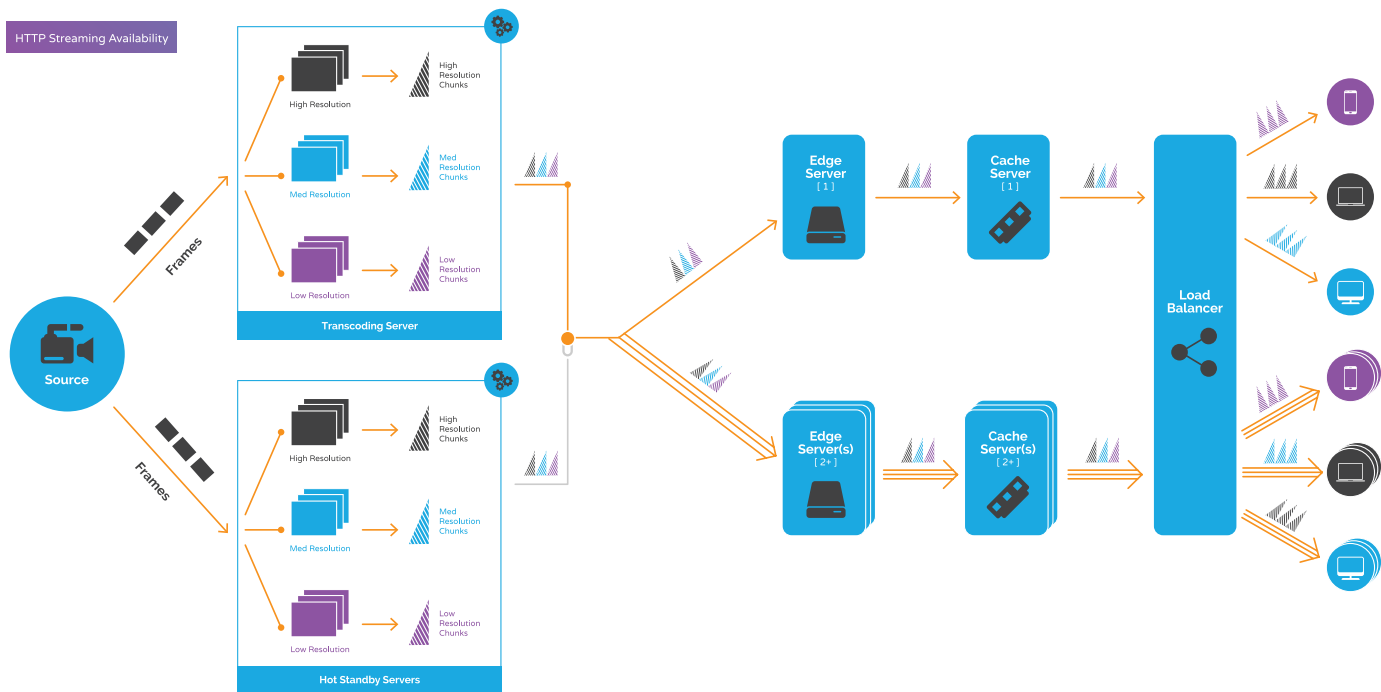 HTTP Streaming Availability
Source
Frames
Frames
High Resolution
High
Resolution
Chunks
Med Resolution
Med
Resolution
Chunks
Low Resolution
Low
Resolution
Chunks
Transcoding Server
High Resolution
High
Resolution
Chunks
Med Resolution
Med
Resolution
Chunks
Low Resolution
Low
Resolution
Chunks
Hot Standby Servers
Edge
Server
[ 1 ]
Cache
Server
[ 1 ]
Edge
Server(s)
[ 2+ ]
Cache
Server(s)
[ 2+ ]
Load
Balancer